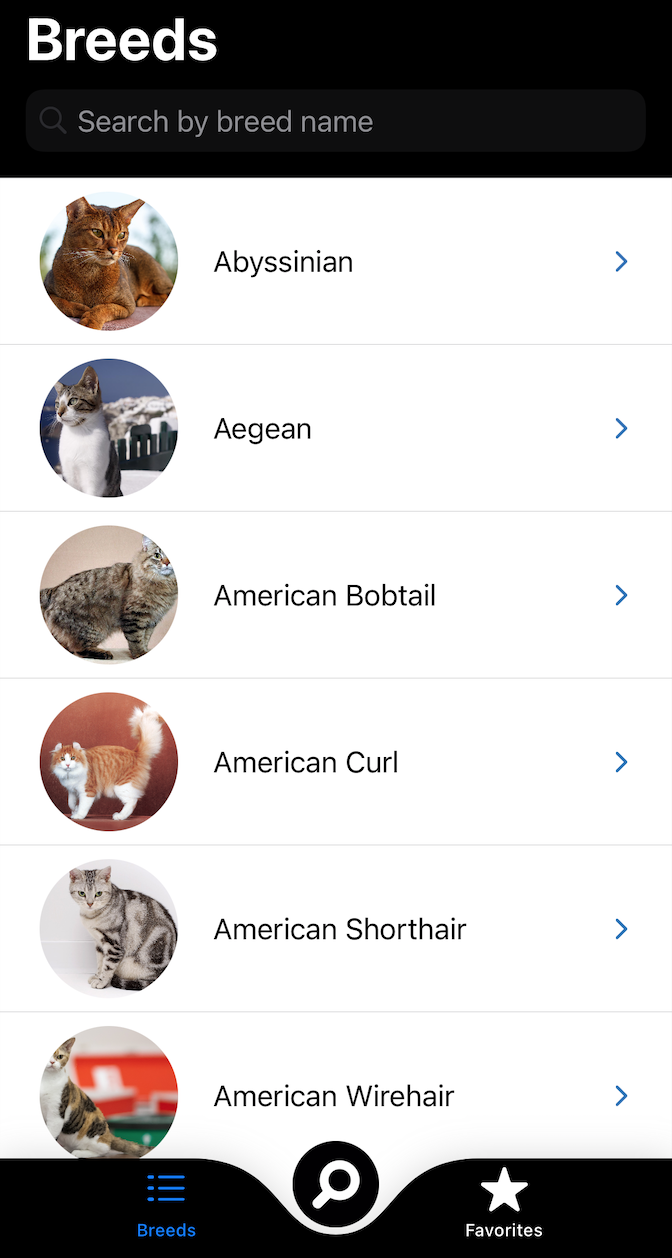 Breeds
Search by breed name
Abyssinian
Aegean
American Bobtail
American Curl
American Shorthair
American Wirehair
Breeds
Favorites